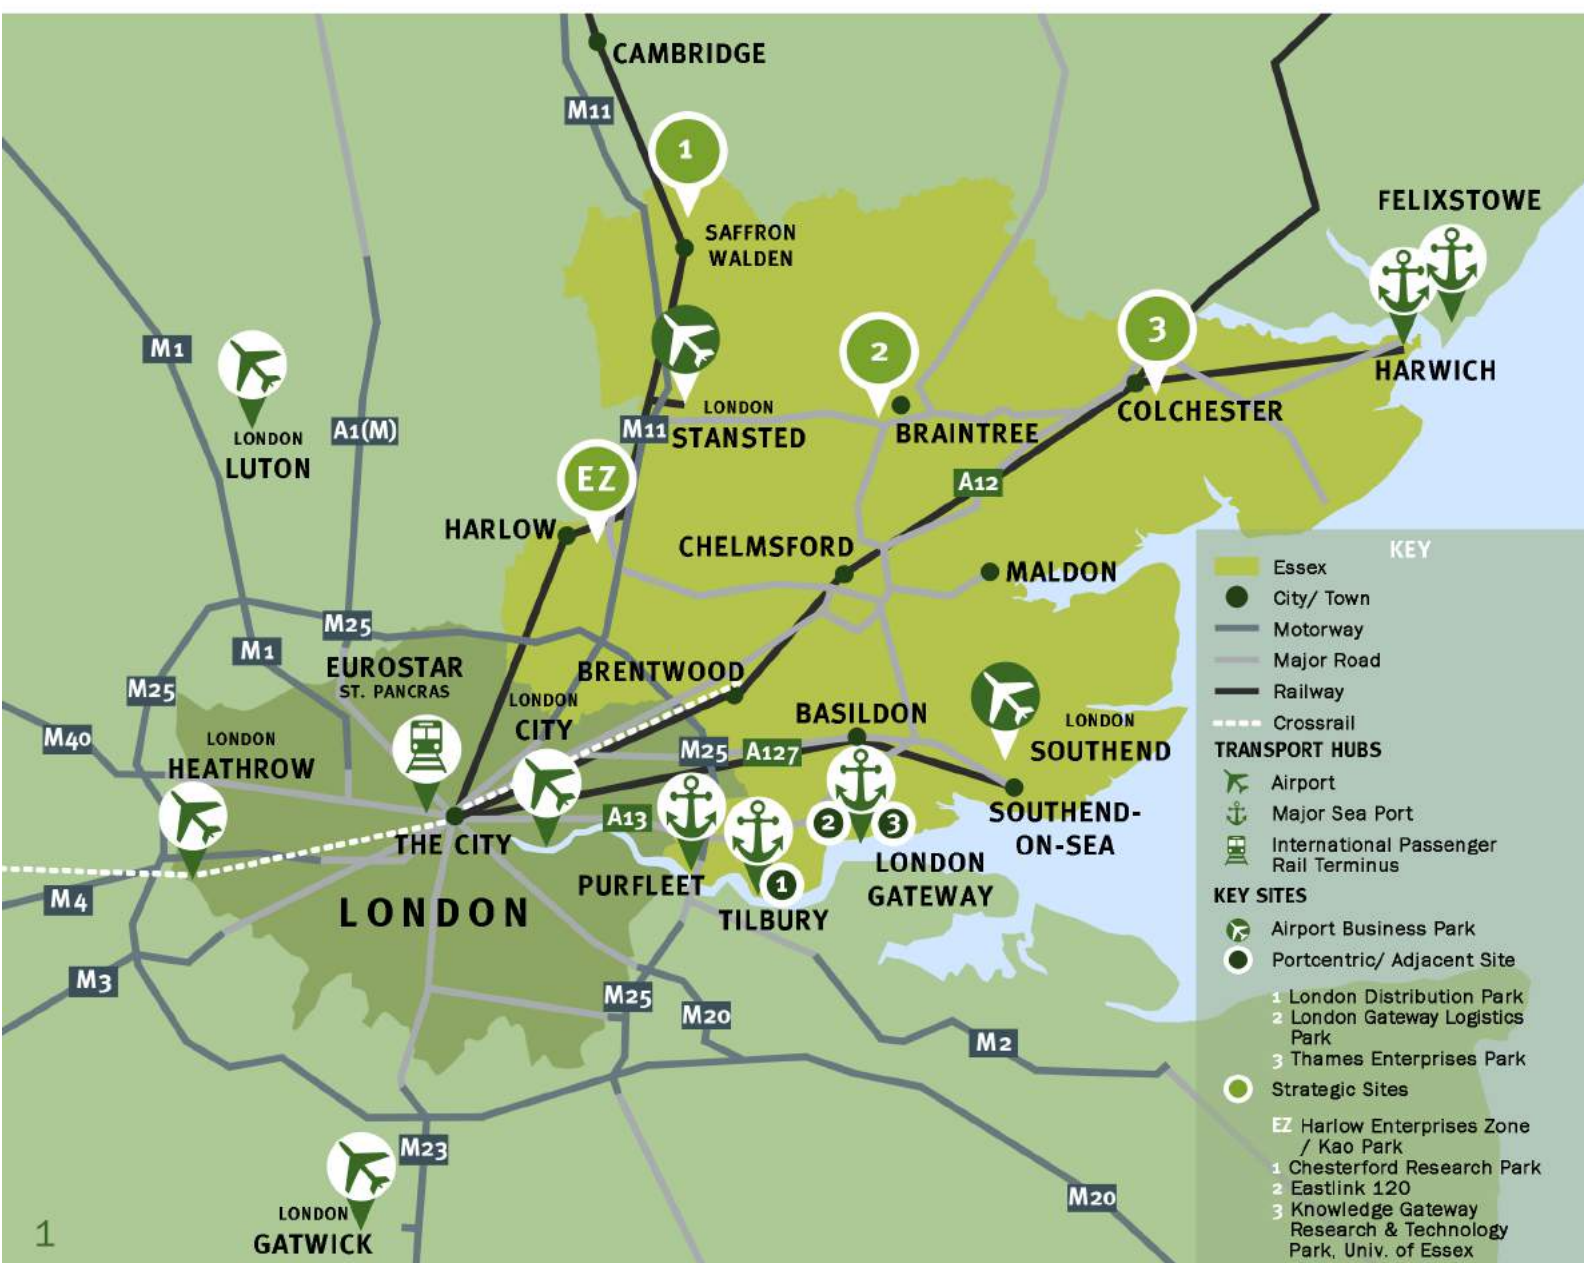 CAMBRIDGE
M11
1
FELIXSTOWE
SAFFRON
WALDEN
M1
2
3
HARWICH
LONDON
LUTON
A1(M)
M11
LONDON
STANSTED
BRAINTREE
COLCHESTER
EZ
A12
HARLOW
CHELMSFORD
MALDON
M25
M1
EUROSTAR
ST. PANCRAS
BRENTWOOD
M25
LONDON
CITY
BASILDON
LONDON
SOUTHEND
M40
LONDON
HEATHROW
M25
A127
A13
2
3
SOUTHEND-
ON-SEA
THE CITY
LONDON
GATEWAY
PURFLEET
1
TILBURY
M4
LONDON
M3
M25
M20
M2
M23
M20
LONDON
GATWICK
1
KEY
Essex
City/ Town
Motorway
Major Road
Railway
Crossrail
TRANSPORT HUBS
Airport
Major Sea Port
International Passenger
Rail Terminus
KEY SITES
Airport Business Park
Portcentric/ Adjacent Site
1 London Distribution Park
2 London Gateway Logistics
Park
3 Thames Enterprises Park
Strategic Sites
EZ Harlow Enterprises Zone
/ Kao Park
1 Chesterford Research Park
2 Eastlink 120
3 Knowledge Gateway
Research & Technology
Park, Univ. of Essex